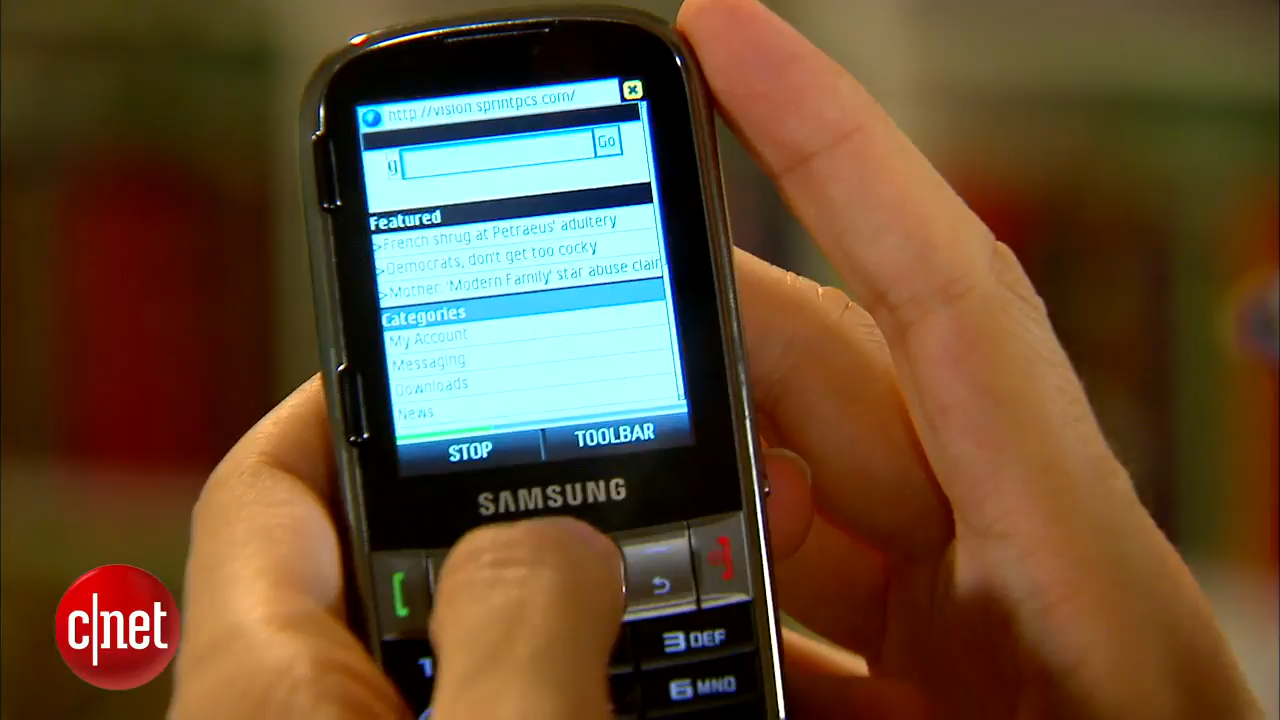 http://vision.sprintpcs.com/
g
Go
Featured
>French shrug at Petraeus' adultery
>Democrats, don't get too cocky
>Mother: 'Modern Family' star abuse clair
Categories
My Account
Messaging
Downloads
News
STOP TOOLBAR
SAMSUNG
3 DEF
6 MNO
c|net